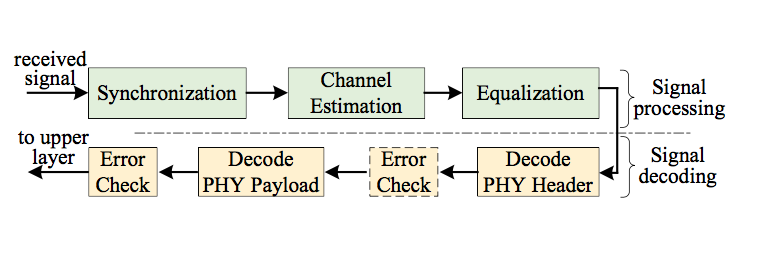 received
signal
Synchronization
Channel
Estimation
Equalization
Signal
processing
to upper
layer
Error
Check
Decode
PHY Payload
Error
Check
Decode
PHY Header
Signal
decoding